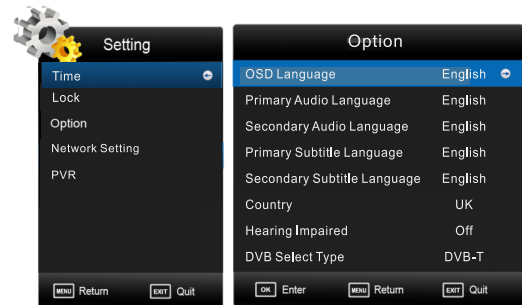 Setting
Time
Lock
Option
Network Setting
PVR
MENU Return EXIT Quit
Option
OSD Language English
Primary Audio Language English
Secondary Audio Language English
Primary Subtitle Language English
Secondary Subtitle Language English
Country UK
Hearing Impaired Off
DVB Select Type DVB-T
OK Enter MENU Return EXIT Quit